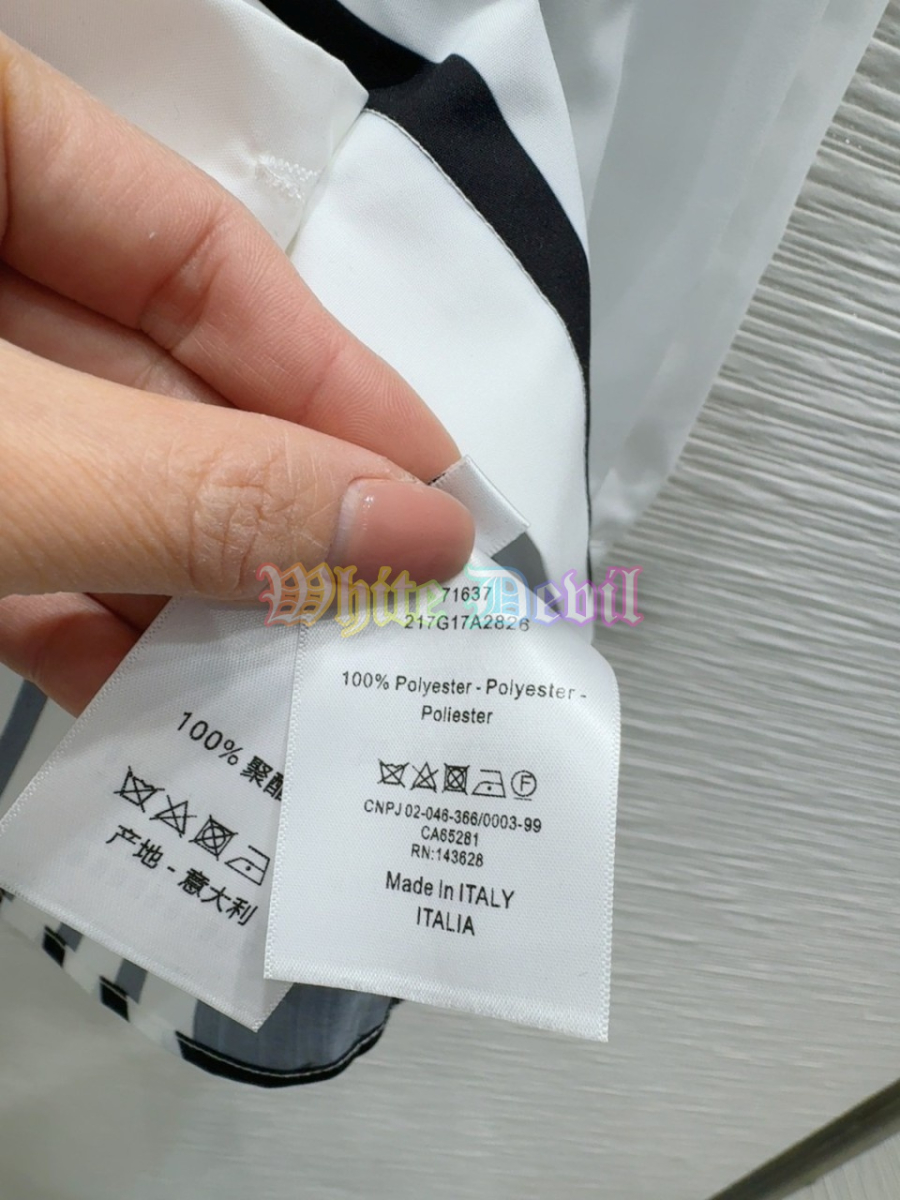 White Devil
71637
217G17A2826
100% Polyester - Polyester -
Poliester
CNPJ 02-046-366/0003-99
CA65281
RN:143628
Made In ITALY
ITALIA
100% 聚酯
产地 - 意大利